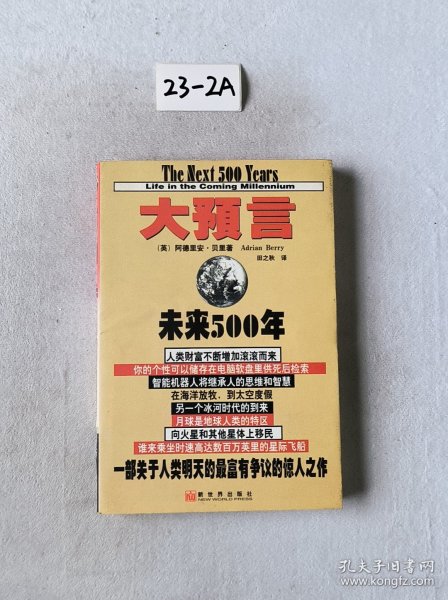 23-2A
The Next 500 Years
Life in the Coming Millennium
大預言
(英) 阿德里安·贝里著 Adrian Berry
田之秋 译
未来500年
人类财富不断增加滚滚而来
你的个性可以储存在电脑软盘里供死后检索
智能机器人将继承人的思维和智慧
在海洋放牧，到太空度假
另一个冰河时代的到来
月球是地球人类的特区
向火星和其他星体上移民
谁来乘坐时速高达数百万英里的星际飞船
一部关于人类明天的最富有争议的惊人之作
新世界出版社
NEW WORLD PRESS
孔夫子旧书网
www.kongfz.com